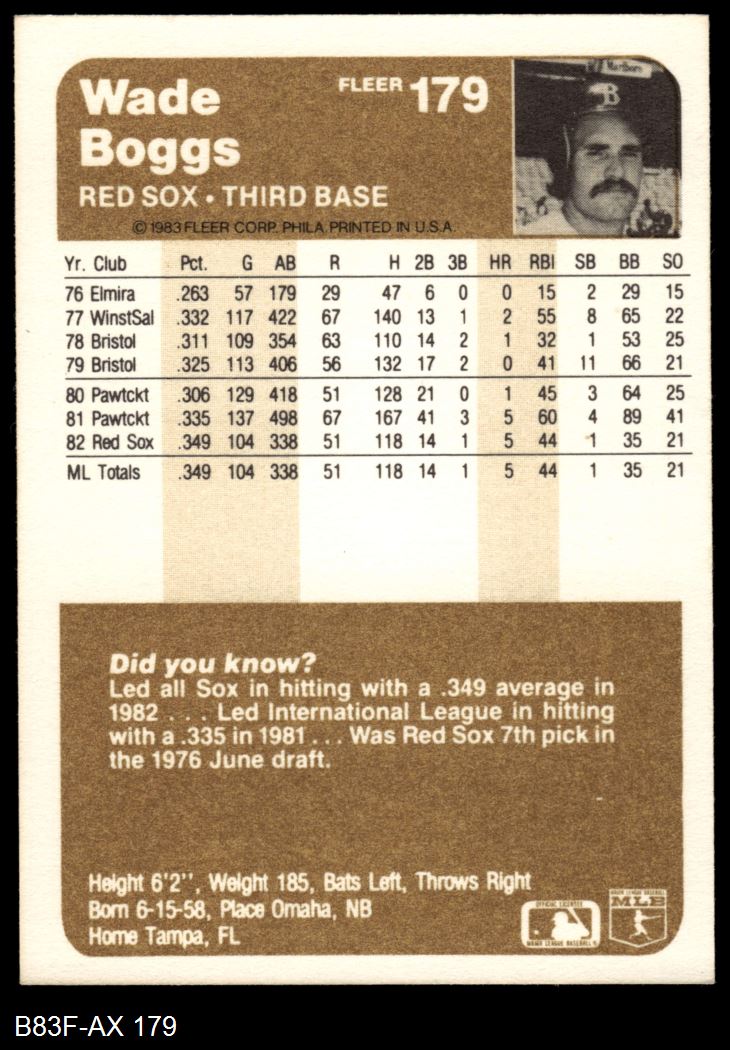 Wade
Boggs
FLEER 179
Marlboro
B
RED SOX • THIRD BASE
© 1983 FLEER CORP. PHILA. PRINTED IN U.S.A.
Yr. Club Pct. G AB R H 2B 3B HR RBI SB BB SO
76 Elmira .263 57 179 29 47 6 0 0 15 2 29 15
77 WinstSal .332 117 422 67 140 13 1 2 55 8 65 22
78 Bristol .311 109 354 63 110 14 2 1 32 1 53 25
79 Bristol .325 113 406 56 132 17 2 0 41 11 66 21
80 Pawtckt .306 129 418 51 128 21 0 1 45 3 64 25
81 Pawtckt .335 137 498 67 167 41 3 5 60 4 89 41
82 Red Sox .349 104 338 51 118 14 1 5 44 1 35 21
ML Totals .349 104 338 51 118 14 1 5 44 1 35 21
Did you know?
Led all Sox in hitting with a .349 average in
1982 . . . Led International League in hitting
with a .335 in 1981 . . . Was Red Sox 7th pick in
the 1976 June draft.
Height 6'2'', Weight 185, Bats Left, Throws Right
Born 6-15-58, Place Omaha, NB
Home Tampa, FL
OFFICIAL LICENSEE
MAJOR LEAGUE BASEBALL
MAJOR LEAGUE BASEBALL
MLB
B83F-AX 179